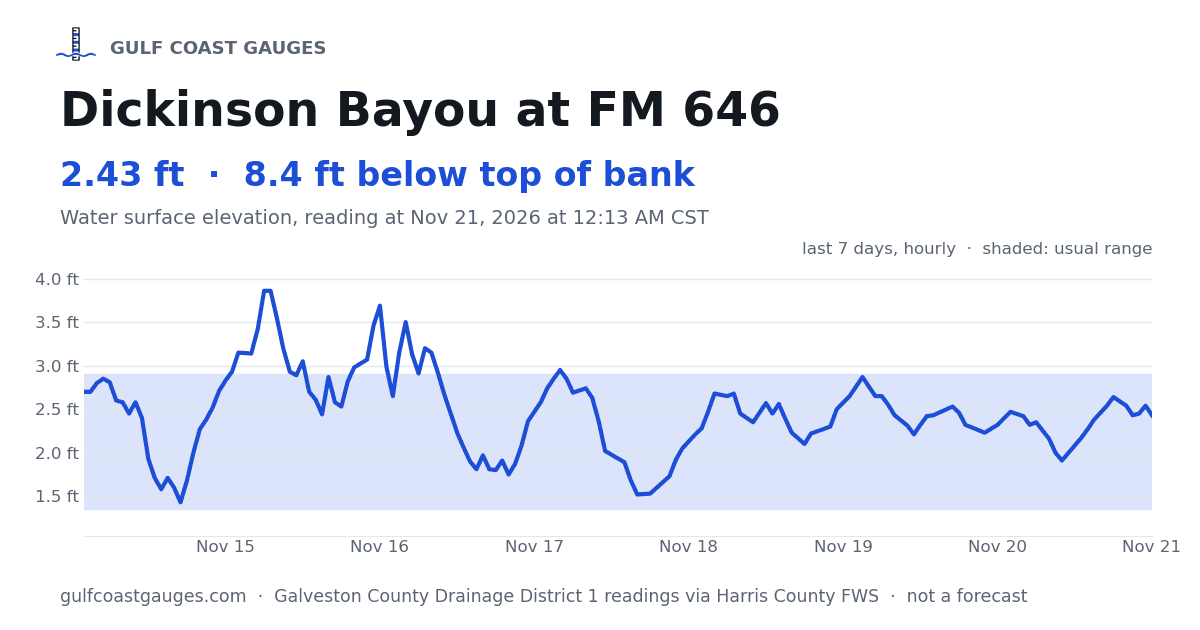 GULF COAST GAUGES
Dickinson Bayou at FM 646
2.43 ft · 8.4 ft below top of bank
Water surface elevation, reading at Nov 21, 2026 at 12:13 AM CST
last 7 days, hourly · shaded: usual range
4.0 ft
3.5 ft
3.0 ft
2.5 ft
2.0 ft
1.5 ft
Nov 15 Nov 16 Nov 17 Nov 18 Nov 19 Nov 20 Nov 21
gulfcoastgauges.com · Galveston County Drainage District 1 readings via Harris County FWS · not a forecast